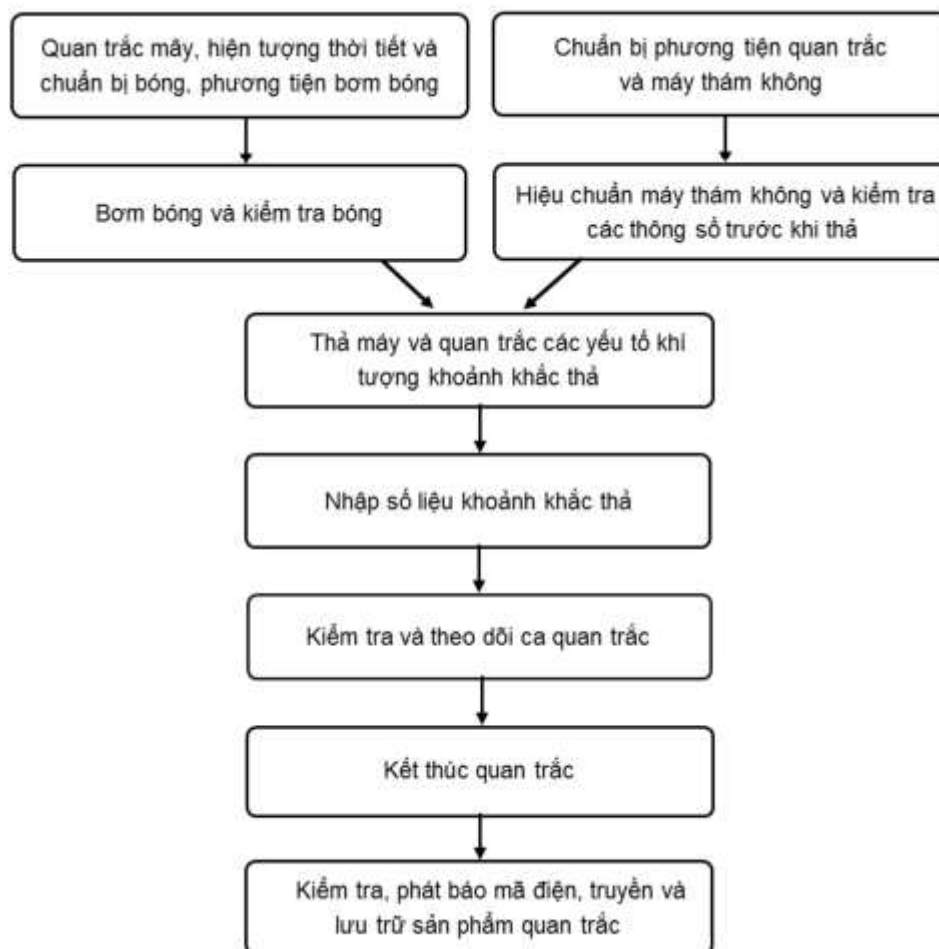 Quan trắc mây, hiện tượng thời tiết và
chuẩn bị bóng, phương tiện bơm bóng
Chuẩn bị phương tiện quan trắc
và máy thám không
Bơm bóng và kiểm tra bóng
Hiệu chuẩn máy thám không và kiểm tra
các thông số trước khi thả
Thả máy và quan trắc các yếu tố khí
tượng khoảnh khắc thả
Nhập số liệu khoảnh khắc thả
Kiểm tra và theo dõi ca quan trắc
Kết thúc quan trắc
Kiểm tra, phát báo mã điện, truyền và
lưu trữ sản phẩm quan trắc